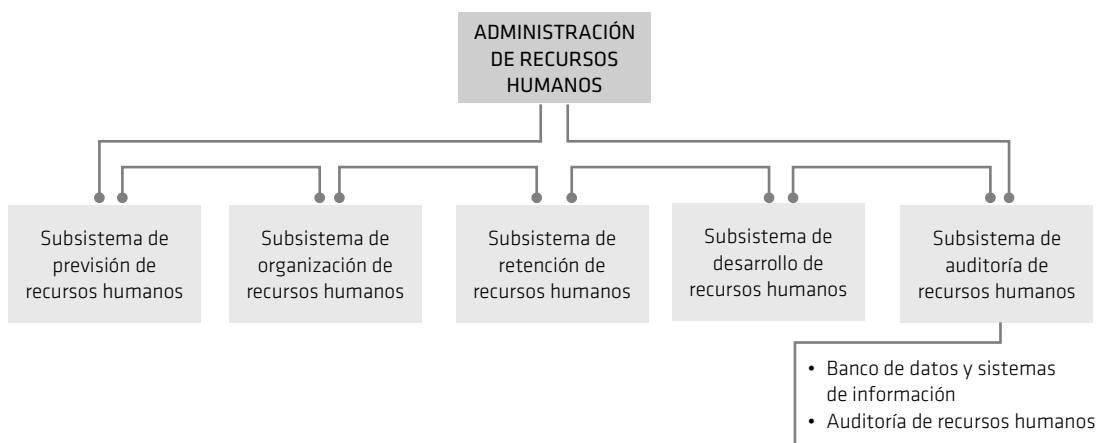 ADMINISTRACIÓN
DE RECURSOS
HUMANOS
Subsistema de
previsión de
recursos humanos
Subsistema de
organización de
recursos humanos
Subsistema de
retención de
recursos humanos
Subsistema de
desarrollo de
recursos humanos
Subsistema de
auditoría de
recursos humanos
• Banco de datos y sistemas
de información
• Auditoría de recursos humanos